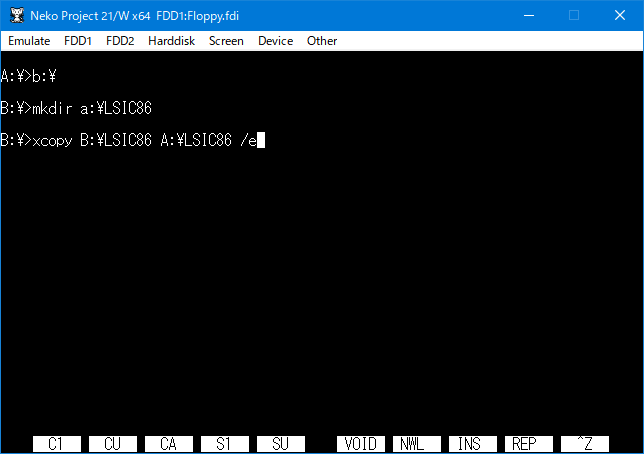 Neko Project 21/W x64 FDD1:Floppy.fdi
Emulate FDD1 FDD2 Harddisk Screen Device Other
A:¥>b:¥
B:¥>mkdir a:¥LSIC86
B:¥>xcopy B:¥LSIC86 A:¥LSIC86 /e
C1 CU CA S1 SU VOID NWL INS REP ^Z